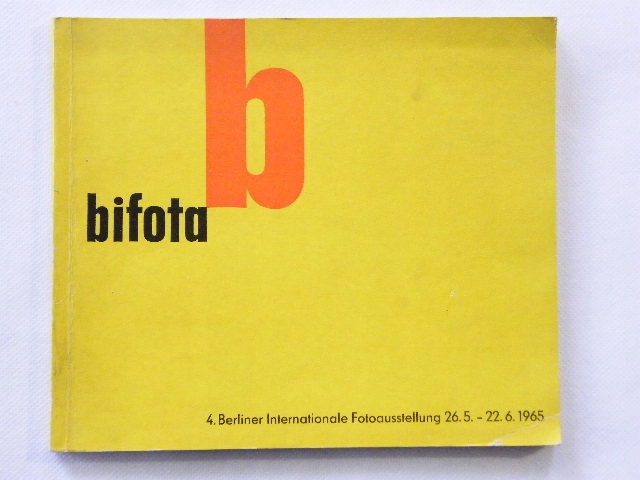 b
bifota
4. Berliner Internationale Fotoausstellung 26. 5. – 22. 6. 1965